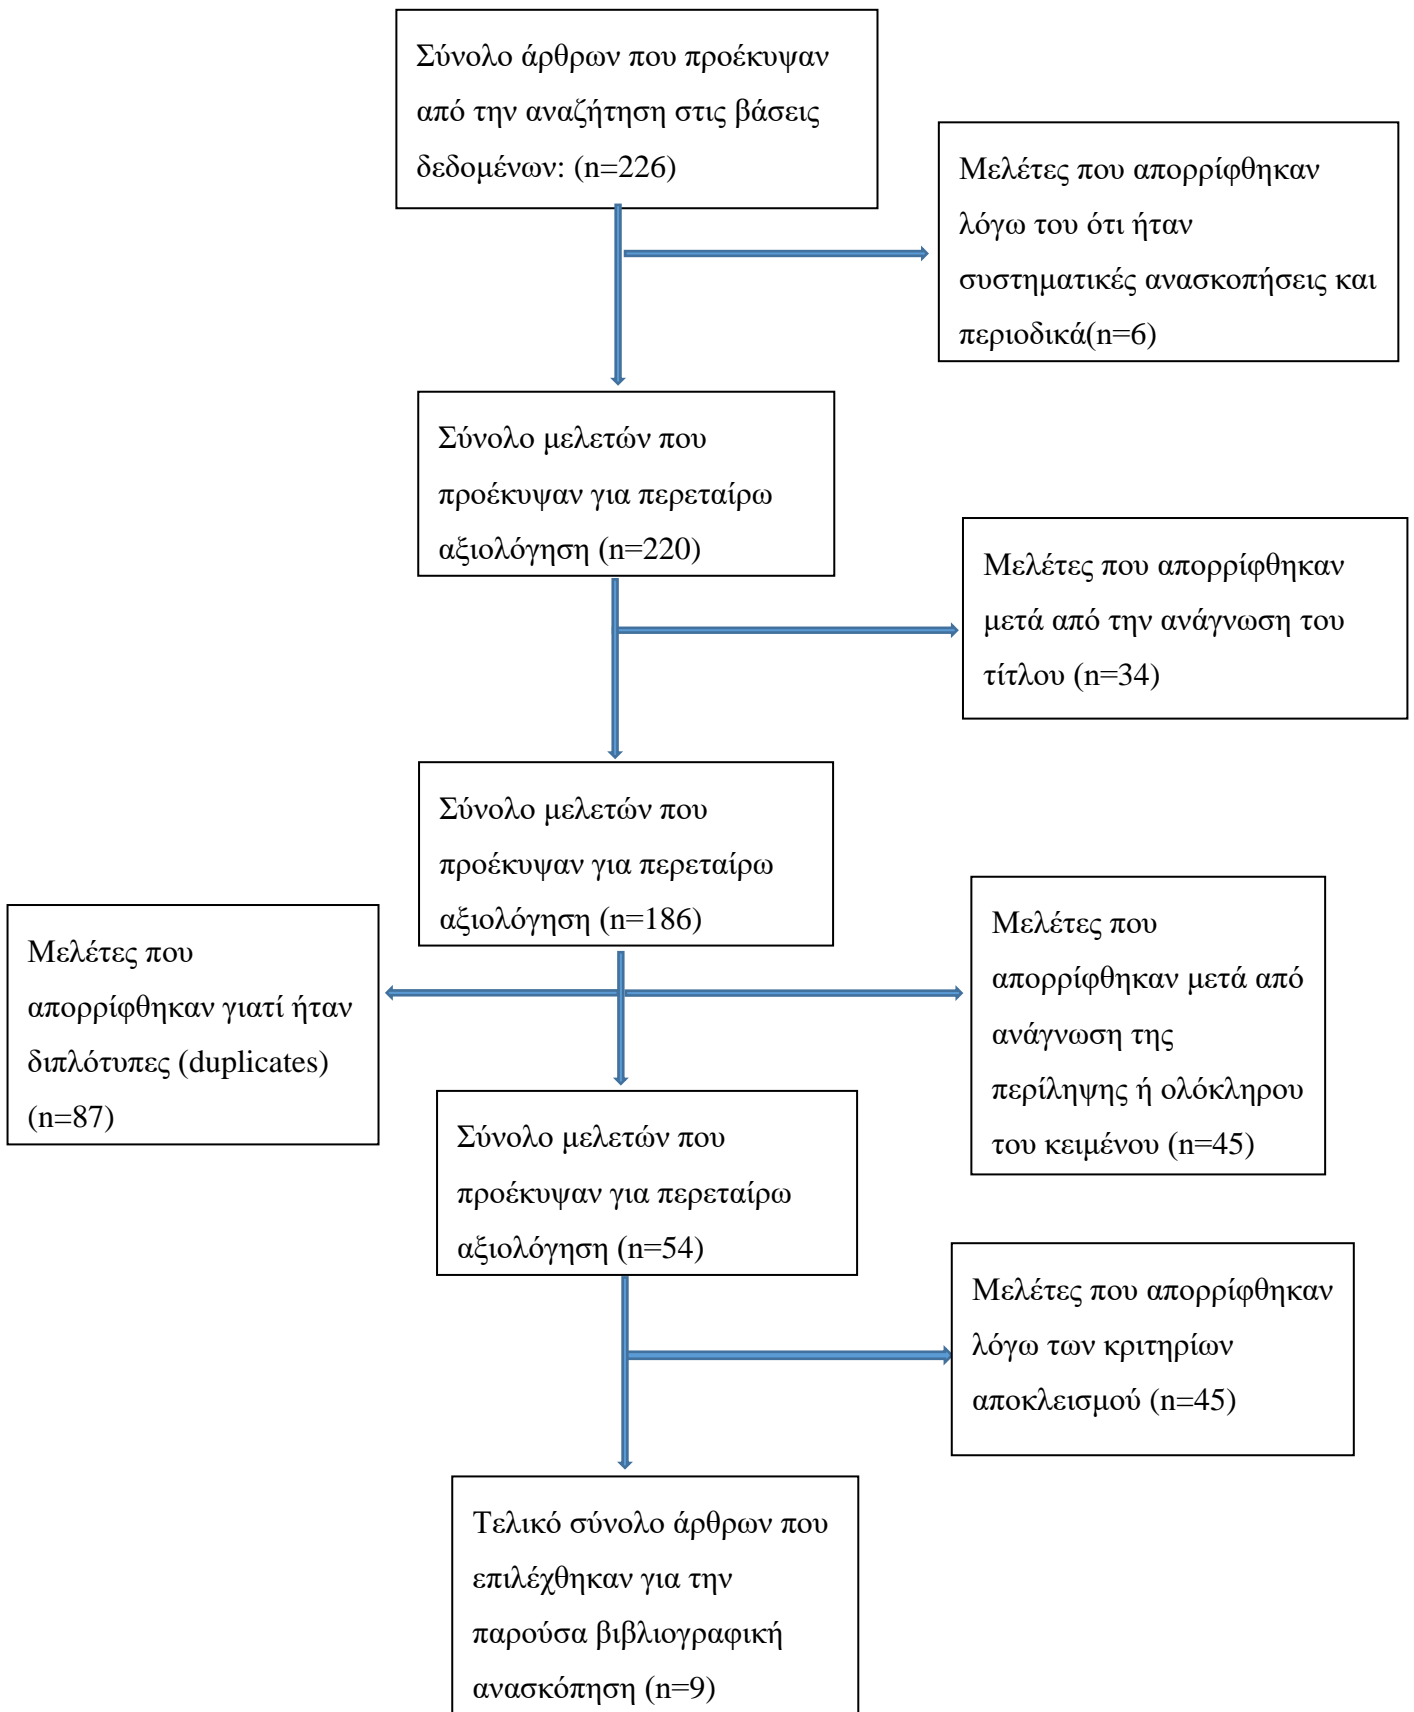 Σύνολο άρθρων που προέκυψαν
από την αναζήτηση στις βάσεις
δεδομένων: (n=226)
Μελέτες που απορρίφθηκαν
λόγω του ότι ήταν
συστηματικές ανασκοπήσεις και
περιοδικά(n=6)
Σύνολο μελετών που
προέκυψαν για περεταίρω
αξιολόγηση (n=220)
Μελέτες που απορρίφθηκαν
μετά από την ανάγνωση του
τίτλου (n=34)
Σύνολο μελετών που
προέκυψαν για περεταίρω
αξιολόγηση (n=186)
Μελέτες που
απορρίφθηκαν γιατί ήταν
διπλότυπες (duplicates)
(n=87)
Μελέτες που
απορρίφθηκαν μετά από
ανάγνωση της
περίληψης ή ολόκληρου
του κειμένου (n=45)
Σύνολο μελετών που
προέκυψαν για περεταίρω
αξιολόγηση (n=54)
Μελέτες που απορρίφθηκαν
λόγω των κριτηρίων
αποκλεισμού (n=45)
Τελικό σύνολο άρθρων που
επιλέχθηκαν για την
παρούσα βιβλιογραφική
ανασκόπηση (n=9)